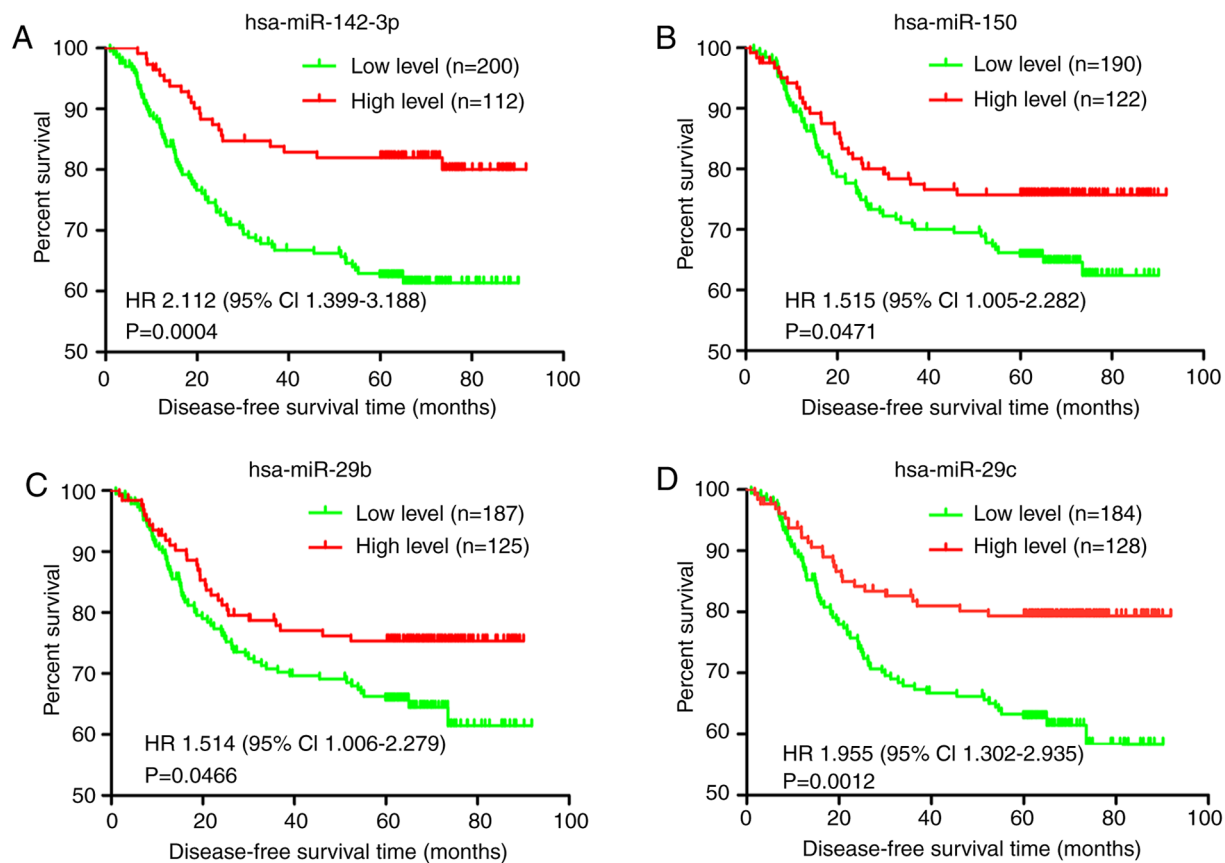 A
hsa-miR-142-3p
100
90
80
70
60
50
Percent survival
Low level (n=200)
High level (n=112)
HR 2.112 (95% CI 1.399-3.188)
P=0.0004
0 20 40 60 80 100
Disease-free survival time (months)
B
hsa-miR-150
100
90
80
70
60
50
Percent survival
Low level (n=190)
High level (n=122)
HR 1.515 (95% CI 1.005-2.282)
P=0.0471
0 20 40 60 80 100
Disease-free survival time (months)
C
hsa-miR-29b
100
90
80
70
60
50
Percent survival
Low level (n=187)
High level (n=125)
HR 1.514 (95% CI 1.006-2.279)
P=0.0466
0 20 40 60 80 100
Disease-free survival time (months)
D
hsa-miR-29c
100
90
80
70
60
50
Percent survival
Low level (n=184)
High level (n=128)
HR 1.955 (95% CI 1.302-2.935)
P=0.0012
0 20 40 60 80 100
Disease-free survival time (months)